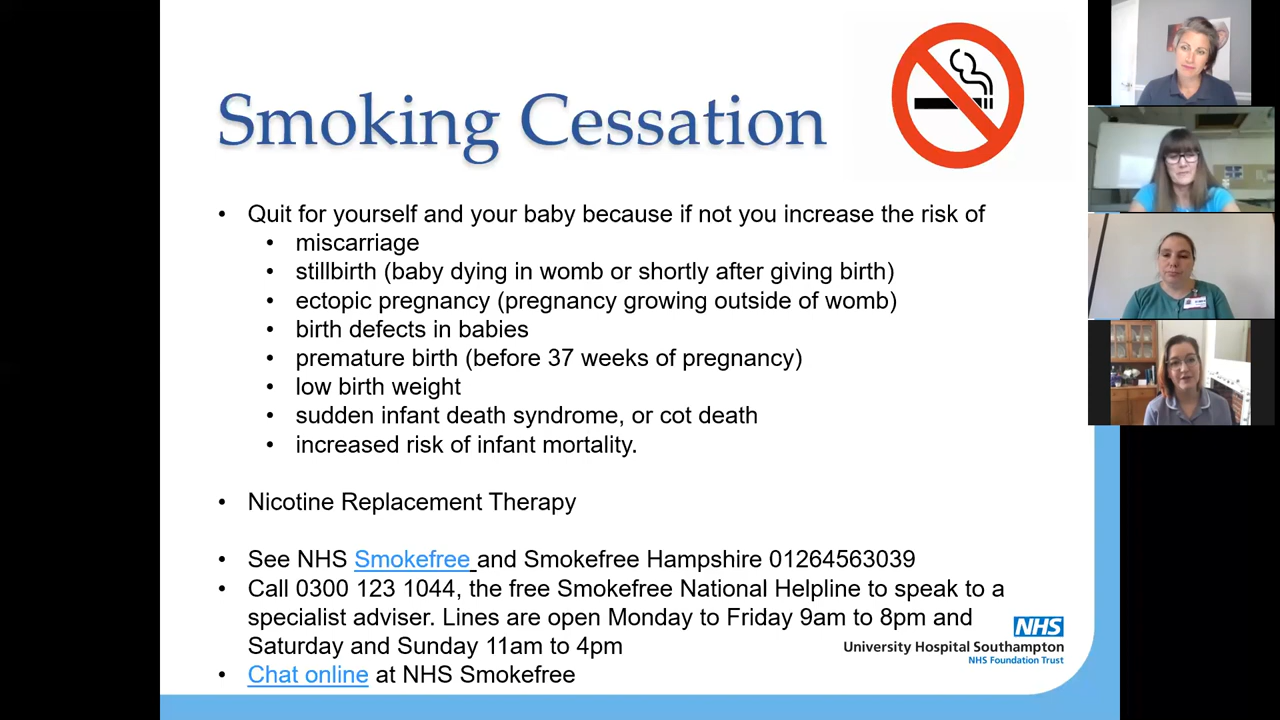 Smoking Cessation
• Quit for yourself and your baby because if not you increase the risk of
• miscarriage
• stillbirth (baby dying in womb or shortly after giving birth)
• ectopic pregnancy (pregnancy growing outside of womb)
• birth defects in babies
• premature birth (before 37 weeks of pregnancy)
• low birth weight
• sudden infant death syndrome, or cot death
• increased risk of infant mortality.
• Nicotine Replacement Therapy
• See NHS Smokefree and Smokefree Hampshire 01264563039
• Call 0300 123 1044, the free Smokefree National Helpline to speak to a
specialist adviser. Lines are open Monday to Friday 9am to 8pm and
Saturday and Sunday 11am to 4pm
• Chat online at NHS Smokefree
NHS
University Hospital Southampton
NHS Foundation Trust